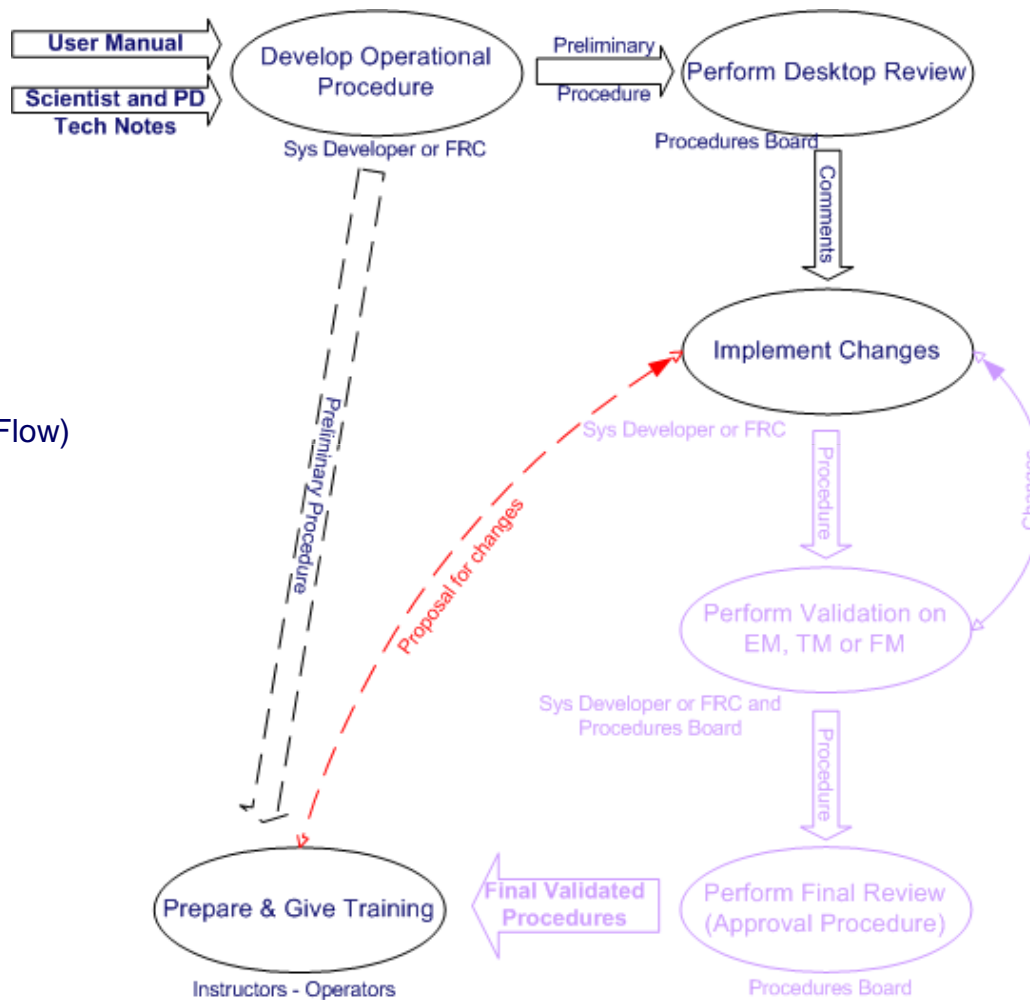 User Manual
Scientist and PD
Tech Notes
Develop Operational
Procedure
Sys Developer or FRC
Preliminary
Procedure
Perform Desktop Review
Procedures Board
Comments
Implement Changes
Sys Developer or FRC
Flow)
Preliminary Procedure
Proposal for changes
Procedure
Changes
Perform Validation on
EM, TM or FM
Sys Developer or FRC and
Procedures Board
Procedure
Perform Final Review
(Approval Procedure)
Procedures Board
Final Validated
Procedures
Prepare & Give Training
Instructors - Operators